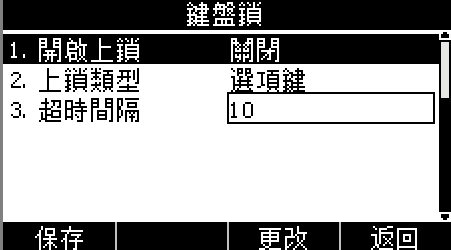 鍵盤鎖
1. 開啟上鎖 關閉
2. 上鎖類型 選項鍵
3. 超時間隔 10
保存 更改 返回